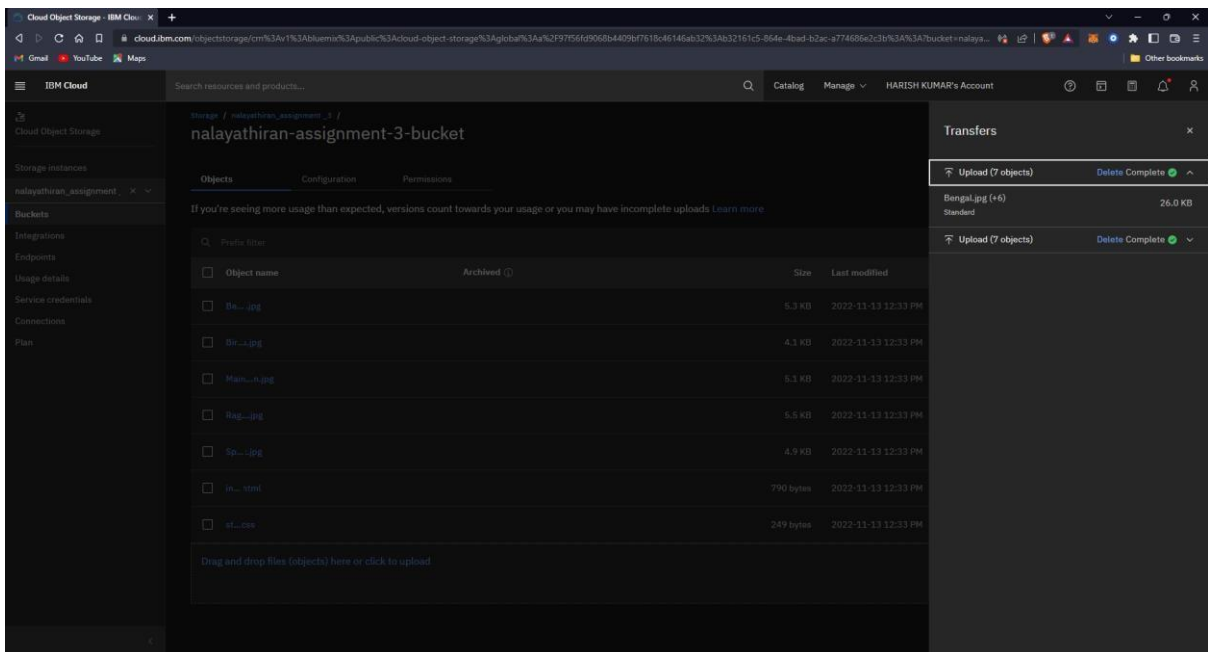 Cloud Object Storage - IBM Clou
cloud.ibm.com/objectstorage/crn%3Av1%3Abluemix%3Apublic%3Acloud-object-storage%3Aglobal%3Aa%2F97f56fd9068b4409bf7618c46146ab32%3Ab32161c5-864e-4bad-b2ac-a774686e2c3b%3A%3A?bucket=nalaya...
Gmail YouTube Maps Other bookmarks
IBM Cloud Search resources and products... Catalog Manage HARISH KUMAR's Account
Cloud Object Storage
Storage instances
nalayathiran_assignment_
Buckets
Integrations
Endpoints
Usage details
Service credentials
Connections
Plan
Storage / nalayathiran_assignment_3 /
nalayathiran-assignment-3-bucket
Objects Configuration Permissions
If you're seeing more usage than expected, versions count towards your usage or you may have incomplete uploads Learn more
Prefix filter
Object name Archived Size Last modified
Be... .jpg 5.3 KB 2022-11-13 12:33 PM
4.1 KB 2022-11-13 12:33 PM
Main...n.jpg 5.1 KB 2022-11-13 12:33 PM
Rag...jpg 5.5 KB 2022-11-13 12:33 PM
Sp... .jpg 4.9 KB 2022-11-13 12:33 PM
in... html 790 bytes 2022-11-13 12:33 PM
st...css 249 bytes 2022-11-13 12:33 PM
Drag and drop files (objects) here or click to upload
Transfers
Upload (7 objects) Delete Complete
Bengal.jpg (+6) 26.0 KB
Standard
Upload (7 objects) Delete Complete